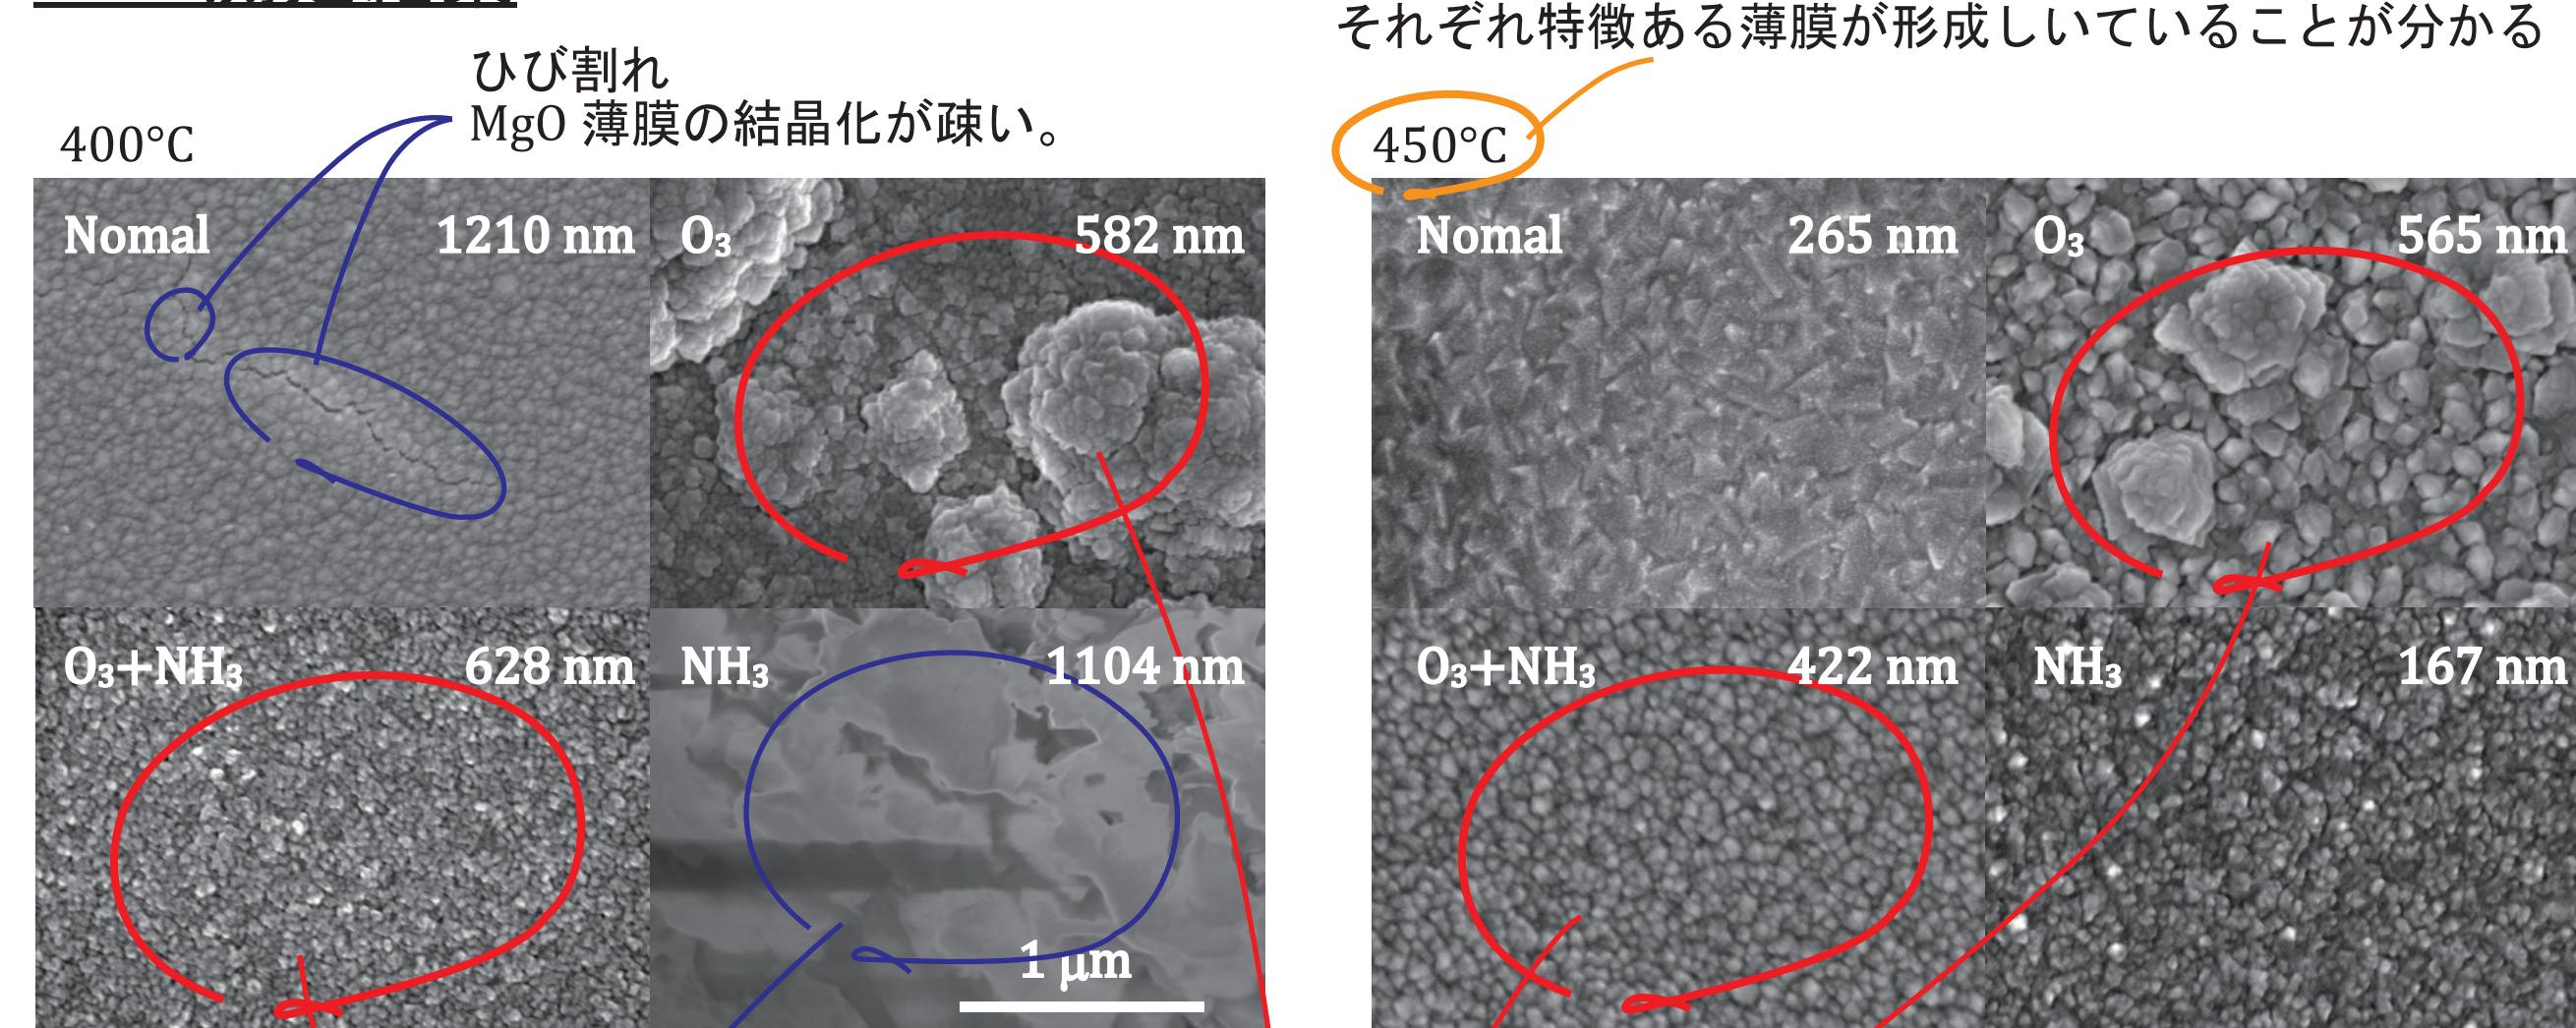 それぞれ特徴ある薄膜が形成しいていることが分かる
ひび割れ
MgO 薄膜の結晶化が疎い。
400°C
450°C
Nomal 1210 nm
O₃ 582 nm
Nomal 265 nm
O₃ 565 nm
O₃+NH₃ 628 nm
NH₃ 1104 nm
O₃+NH₃ 422 nm
NH₃ 167 nm
1 μm